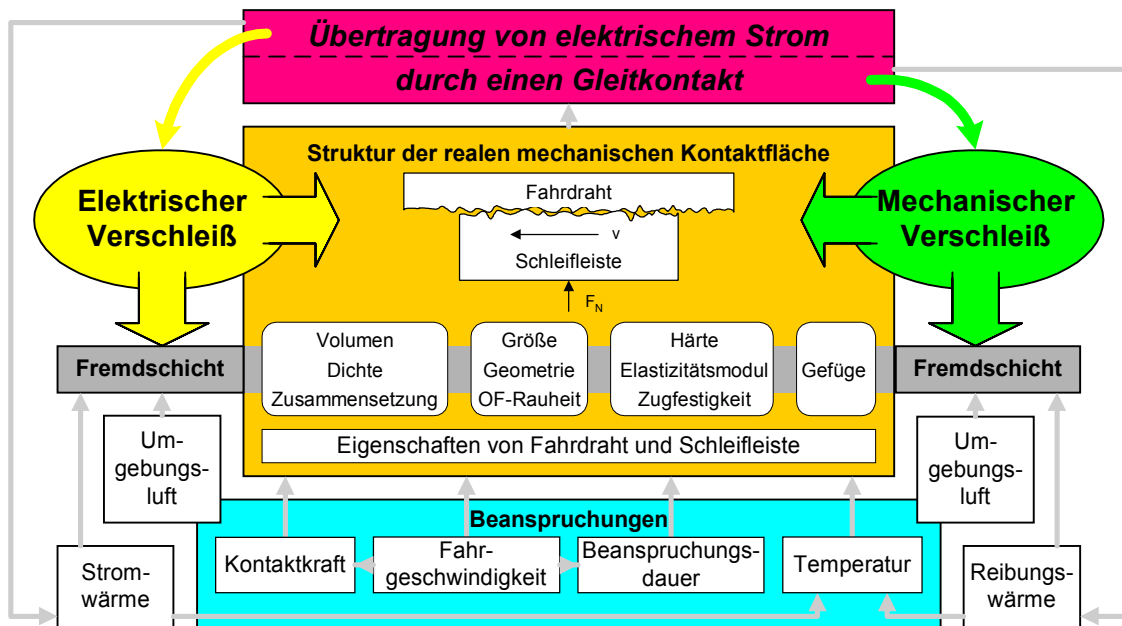 Übertragung von elektrischem Strom
durch einen Gleitkontakt
Struktur der realen mechanischen Kontaktfläche
Elektrischer
Verschleiß
Fahrdraht
v
Schleifleiste
F_N
Mechanischer
Verschleiß
Fremdschicht
Volumen
Dichte
Zusammensetzung
Größe
Geometrie
OF-Rauheit
Härte
Elastizitätsmodul
Zugfestigkeit
Gefüge
Fremdschicht
Eigenschaften von Fahrdraht und Schleifleiste
Um-
gebungs-
luft
Um-
gebungs-
luft
Beanspruchungen
Strom-
wärme
Kontaktkraft
Fahr-
geschwindigkeit
Beanspruchungs-
dauer
Temperatur
Reibungs-
wärme